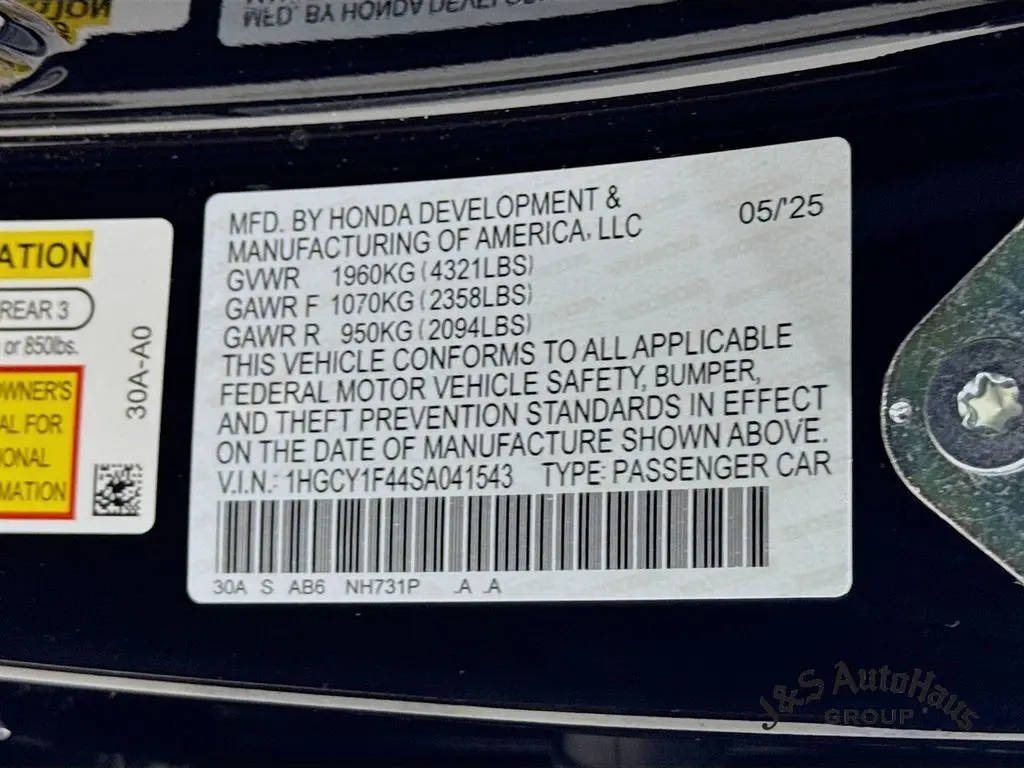 MFD. BY HONDA DEVELOPMENT &
MANUFACTURING OF AMERICA, LLC
05/'25
GVWR 1960KG (4321LBS)
GAWR F 1070KG (2358LBS)
GAWR R 950KG (2094LBS)
THIS VEHICLE CONFORMS TO ALL APPLICABLE
FEDERAL MOTOR VEHICLE SAFETY, BUMPER,
AND THEFT PREVENTION STANDARDS IN EFFECT
ON THE DATE OF MANUFACTURE SHOWN ABOVE.
V.I.N.: 1HGCY1F44SA041543 TYPE: PASSENGER CAR
30A S AB6 NH731P .A .A
ATION
REAR 3
or 850lbs.
OWNER'S
AL FOR
IONAL
MATION
30A-A0
MFD. BY HONDA
J&S AutoHaus
GROUP